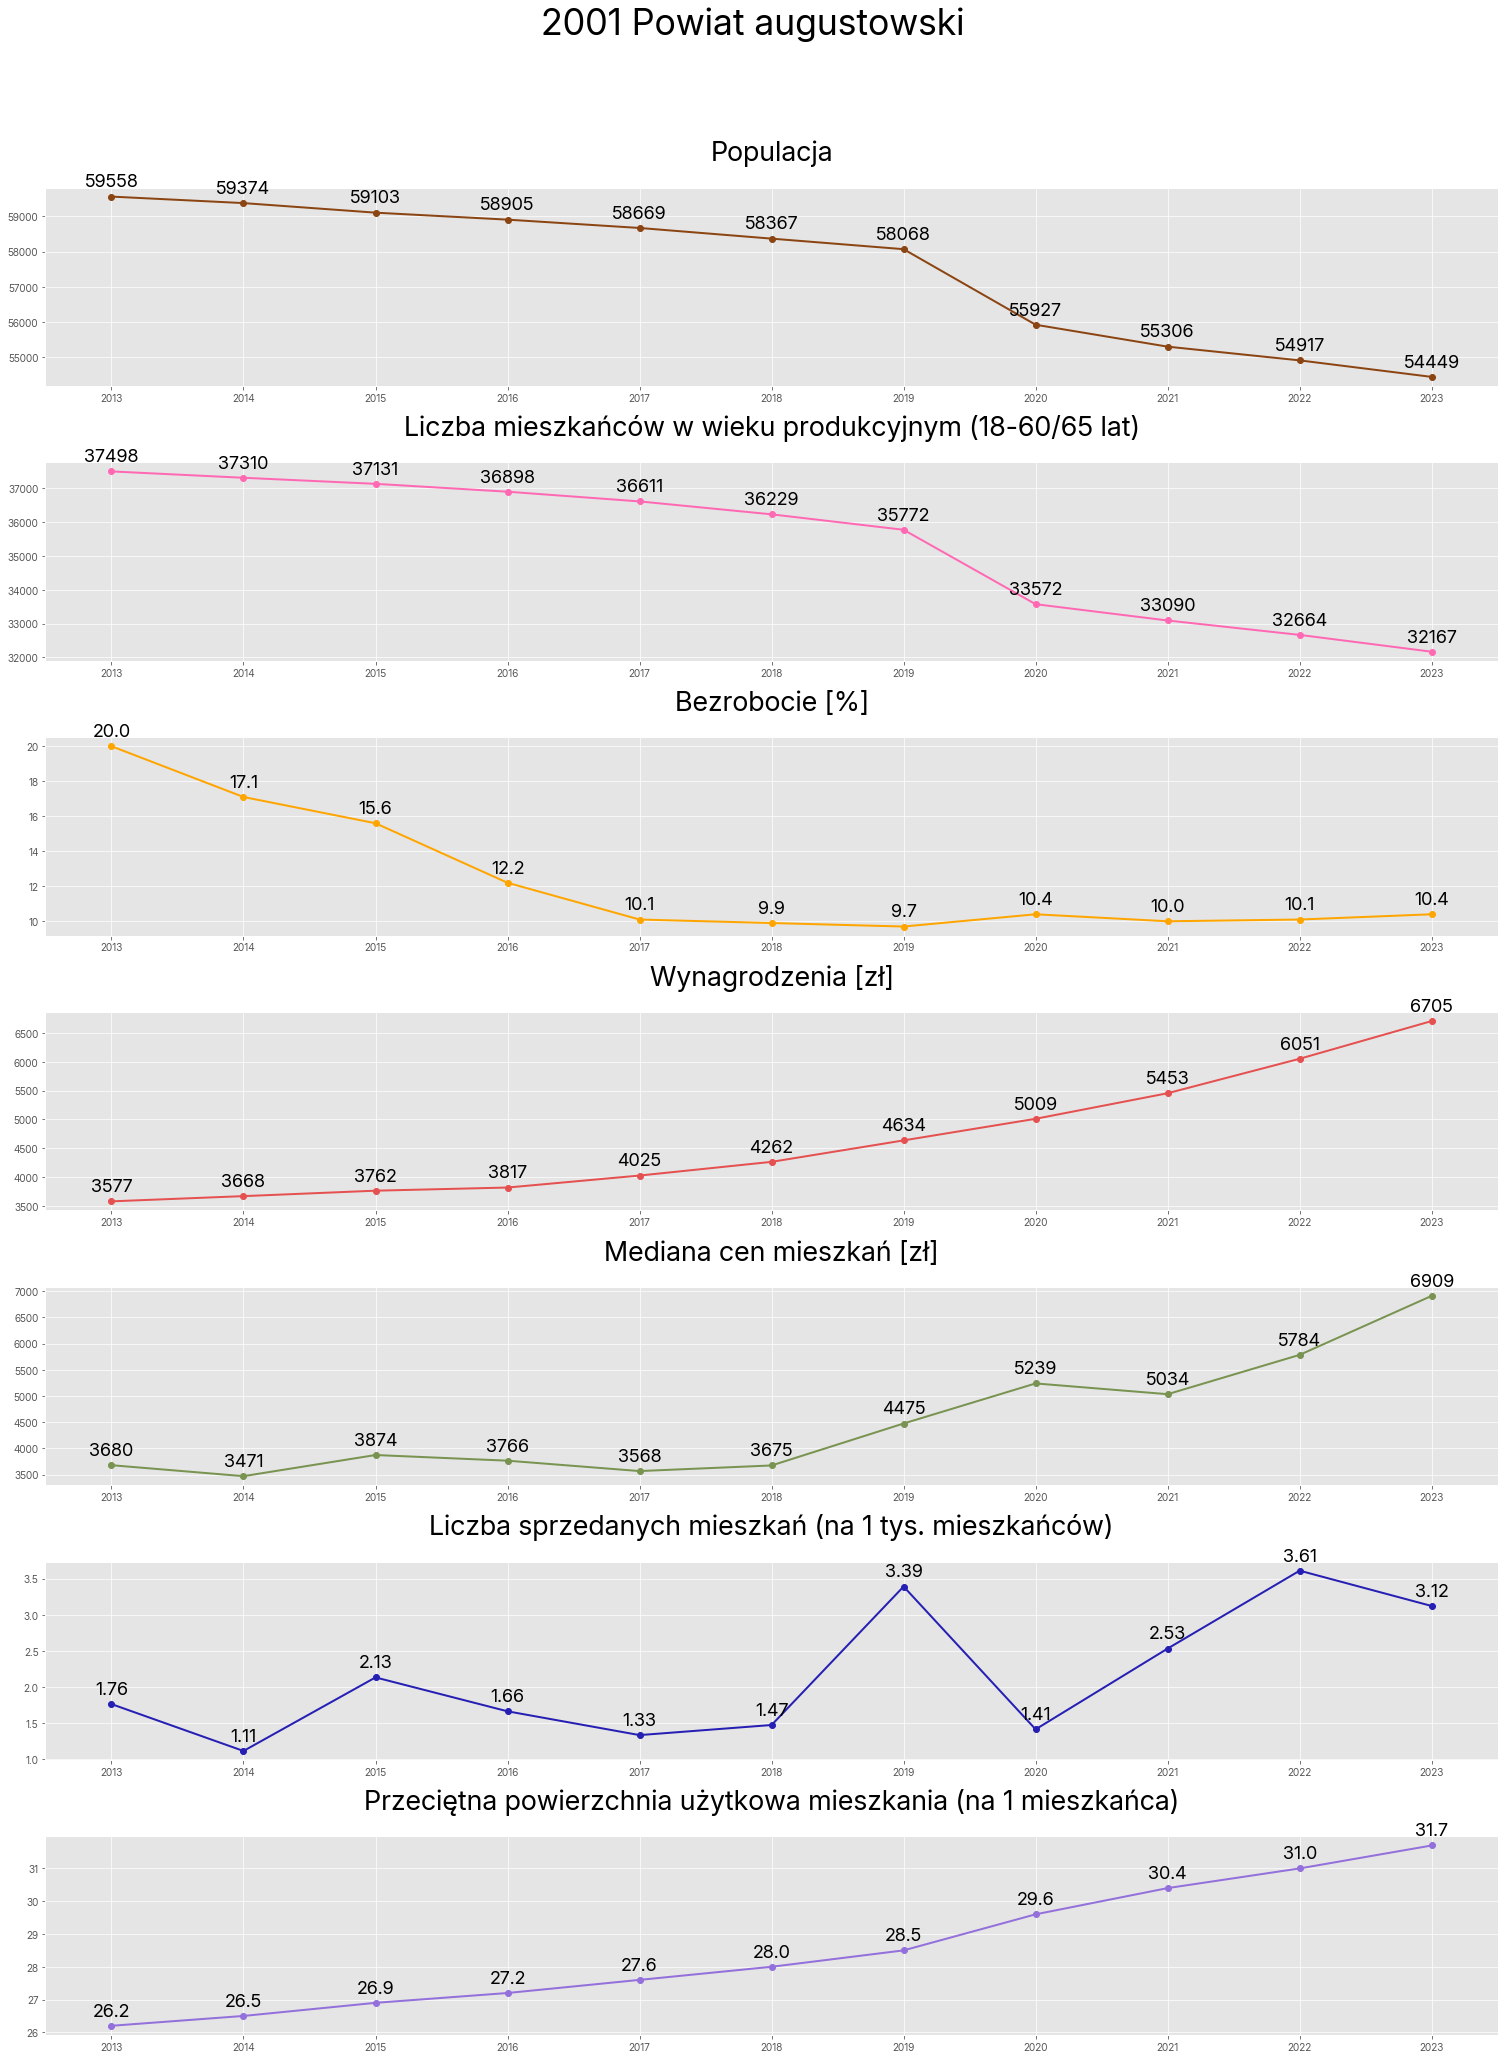 2001 Powiat augustowski
Populacja
59558 59374 59103 58905 58669 58367 58068 55927 55306 54917 54449
59000
58000
57000
56000
55000
2013 2014 2015 2016 2017 2018 2019 2020 2021 2022 2023
Liczba mieszkańców w wieku produkcyjnym (18-60/65 lat)
37498 37310 37131 36898 36611 36229 35772 33572 33090 32664 32167
37000
36000
35000
34000
33000
32000
2013 2014 2015 2016 2017 2018 2019 2020 2021 2022 2023
Bezrobocie [%]
20.0 17.1 15.6 12.2 10.1 9.9 9.7 10.4 10.0 10.1 10.4
20
18
16
14
12
10
2013 2014 2015 2016 2017 2018 2019 2020 2021 2022 2023
Wynagrodzenia [zł]
3577 3668 3762 3817 4025 4262 4634 5009 5453 6051 6705
6500
6000
5500
5000
4500
4000
3500
2013 2014 2015 2016 2017 2018 2019 2020 2021 2022 2023
Mediana cen mieszkań [zł]
3680 3471 3874 3766 3568 3675 4475 5239 5034 5784 6909
7000
6500
6000
5500
5000
4500
4000
3500
2013 2014 2015 2016 2017 2018 2019 2020 2021 2022 2023
Liczba sprzedanych mieszkań (na 1 tys. mieszkańców)
1.76 1.11 2.13 1.66 1.33 1.47 3.39 1.41 2.53 3.61 3.12
3.5
3.0
2.5
2.0
1.5
1.0
2013 2014 2015 2016 2017 2018 2019 2020 2021 2022 2023
Przeciętna powierzchnia użytkowa mieszkania (na 1 mieszkańca)
26.2 26.5 26.9 27.2 27.6 28.0 28.5 29.6 30.4 31.0 31.7
31
30
29
28
27
26
2013 2014 2015 2016 2017 2018 2019 2020 2021 2022 2023